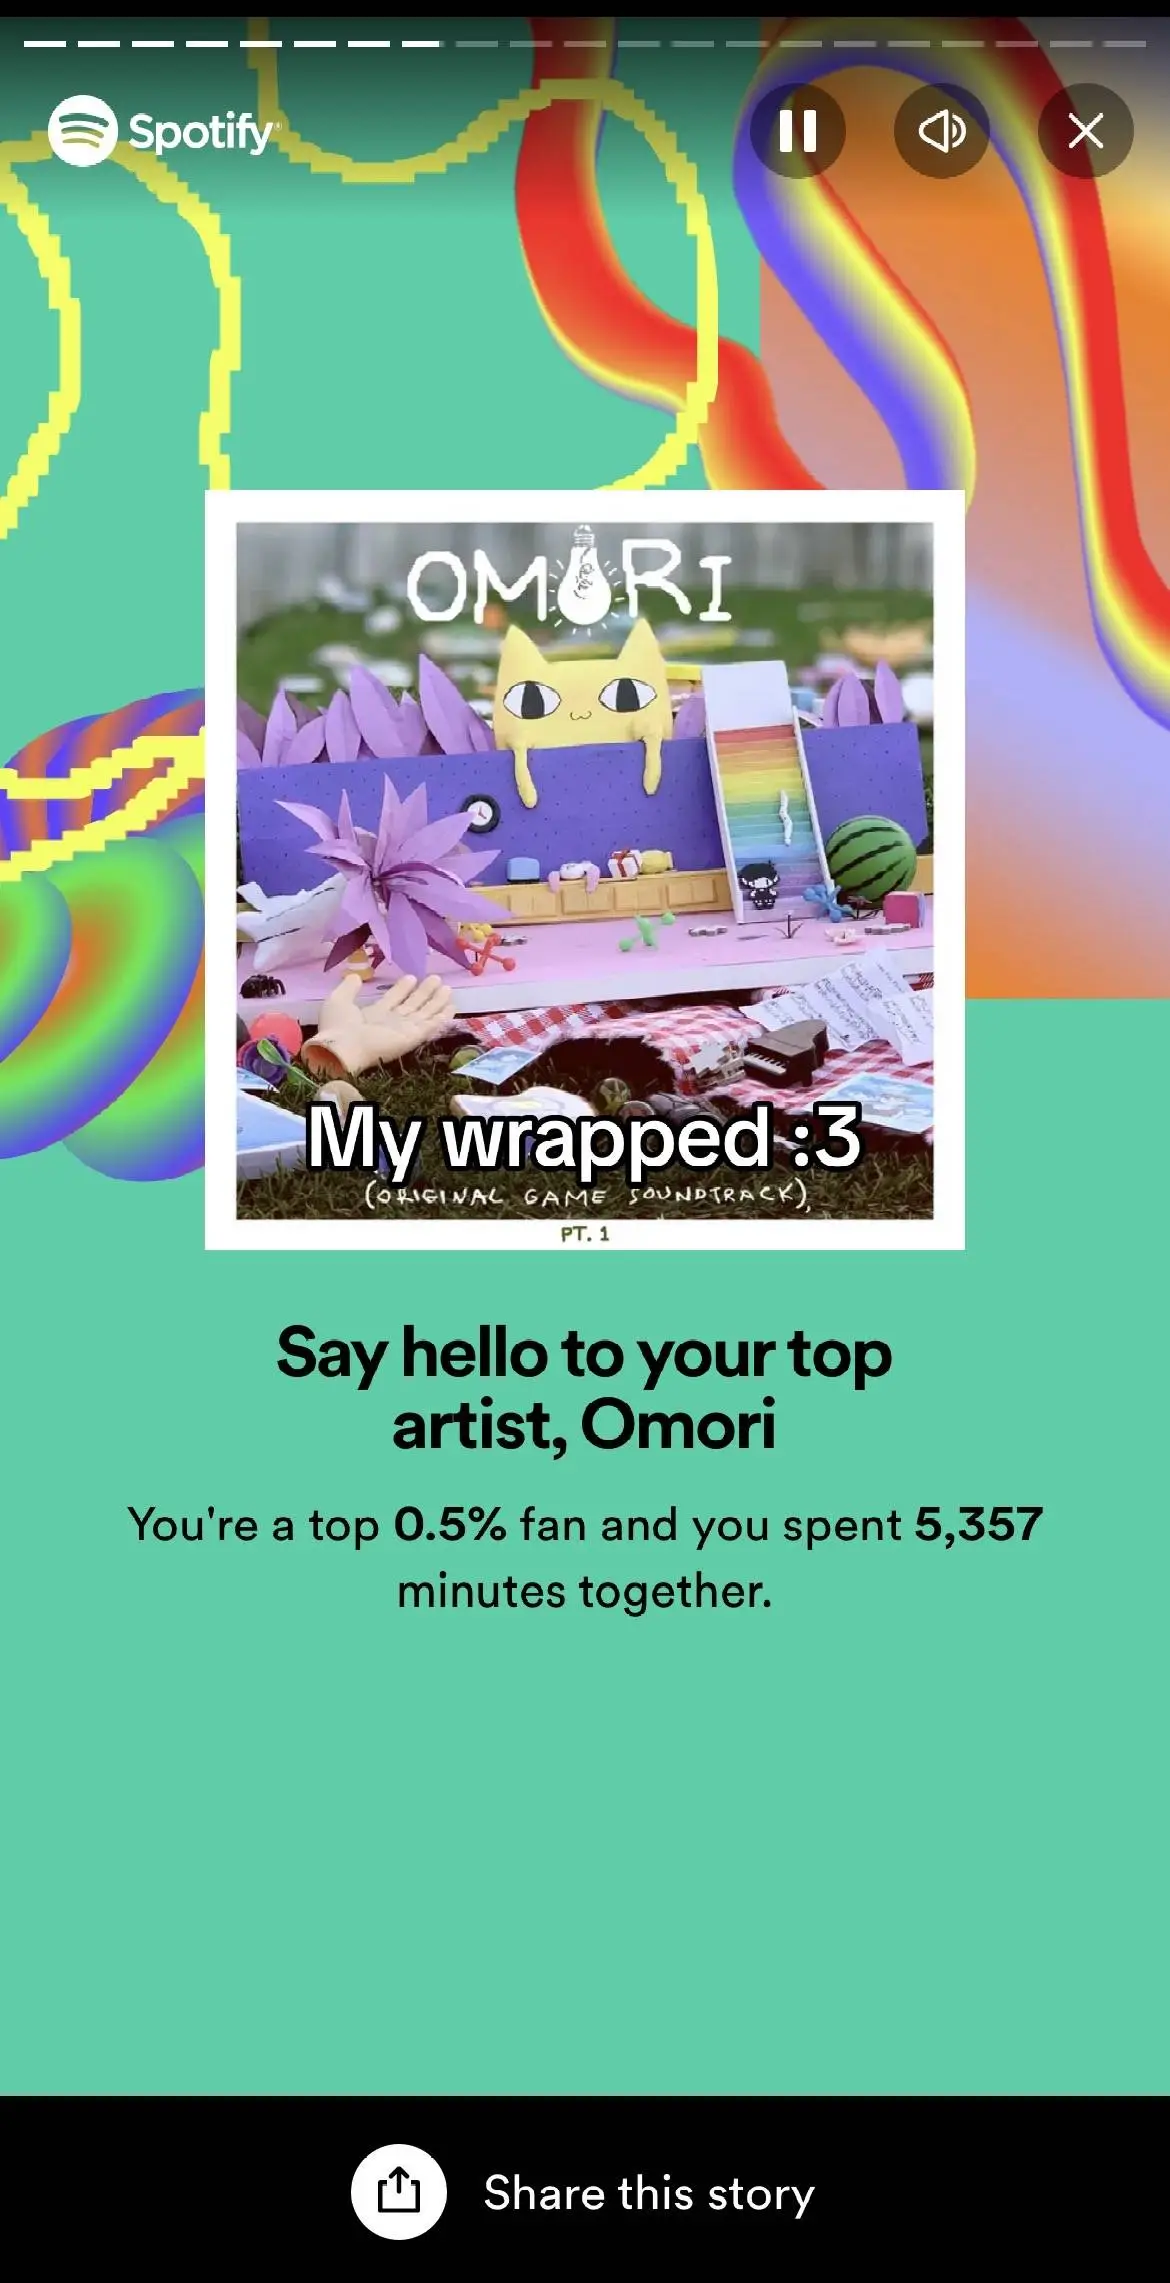 Spotify
OMORI
My wrapped :3
(ORIGINAL GAME SOUNDTRACK)
PT. 1
Say hello to your top
artist, Omori
You're a top 0.5% fan and you spent 5,357
minutes together.
Share this story